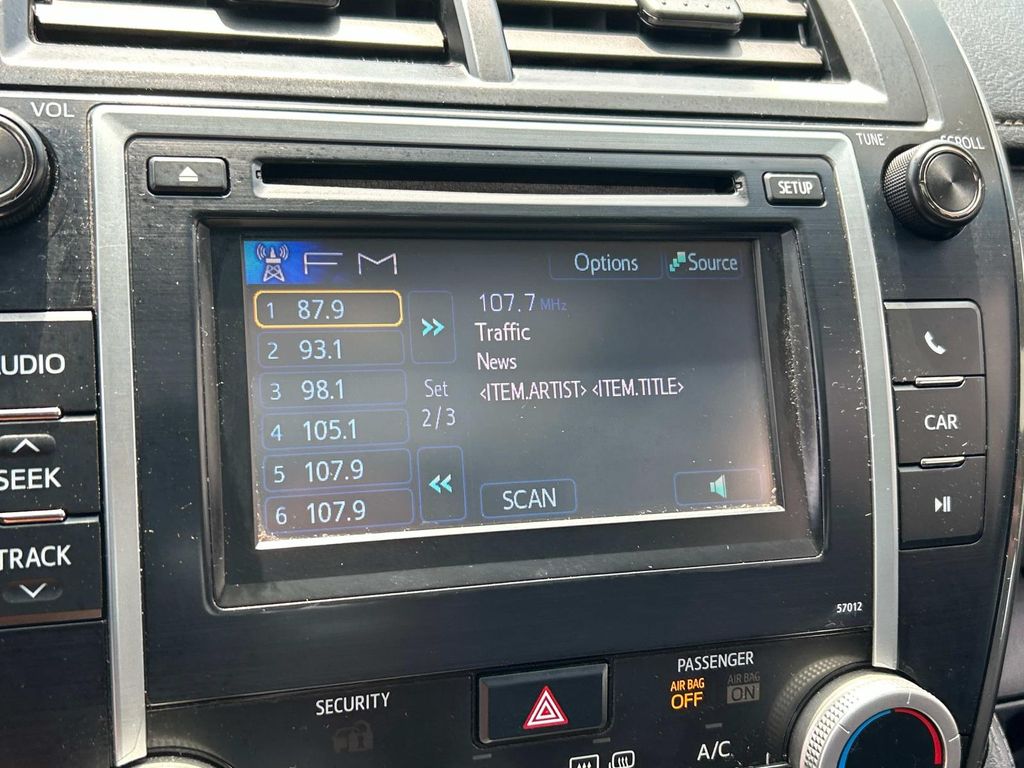 VOL
TUNE
SCROLL
SETUP
FM
Options
Source
1 87.9
2 93.1
3 98.1
4 105.1
5 107.9
6 107.9
Set
2/3
107.7 MHz
Traffic
News
<ITEM.ARTIST> <ITEM.TITLE>
SCAN
AUDIO
SEEK
TRACK
CAR
57012
SECURITY
PASSENGER
AIR BAG
OFF
AIR BAG
ON
A/C